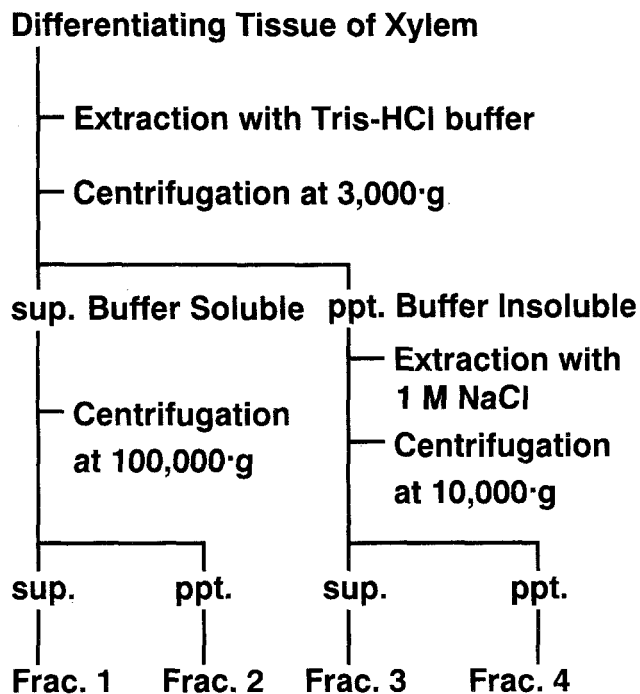 Differentiating Tissue of Xylem
Extraction with Tris-HCl buffer
Centrifugation at 3,000·g
sup. Buffer Soluble
ppt. Buffer Insoluble
Extraction with
1 M NaCl
Centrifugation
at 100,000·g
Centrifugation
at 10,000·g
sup.
ppt.
sup.
ppt.
Frac. 1
Frac. 2
Frac. 3
Frac. 4